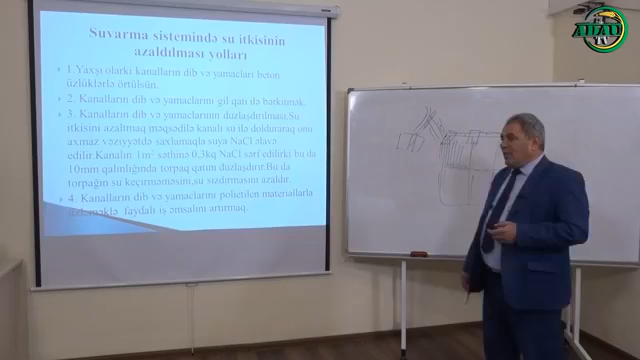 Suvarma sistemində su itkisinin
azaldılması yolları
1.Yaxşı olarki kanalların dib və yamacları beton
üzlüklərlə örtülsün.
2. Kanalların dib və yamaclarını gil qatı ilə bərkitmək.
3. Kanalların dib və yamaclarının duzlaşdırılması.Su
itkisini azaltmaq məqsədilə kanalı su ilə dolduraraq onu
axmaz vəziyyətdə saxlamaqla suya NaCl əlavə
edilir.Kanalın 1m² səthinə 0,3kq NaCl sərf edilirki bu da
10mm qalınlığında torpaq qatını duzlaşdırır.Bu da
torpağın su keçirməməsini,su sızdırmasını azaldır.
4. Kanalların dib və yamaclarını polietilen materiallarla
faydalı iş əmsalını artırmaq.
ADAU
TV